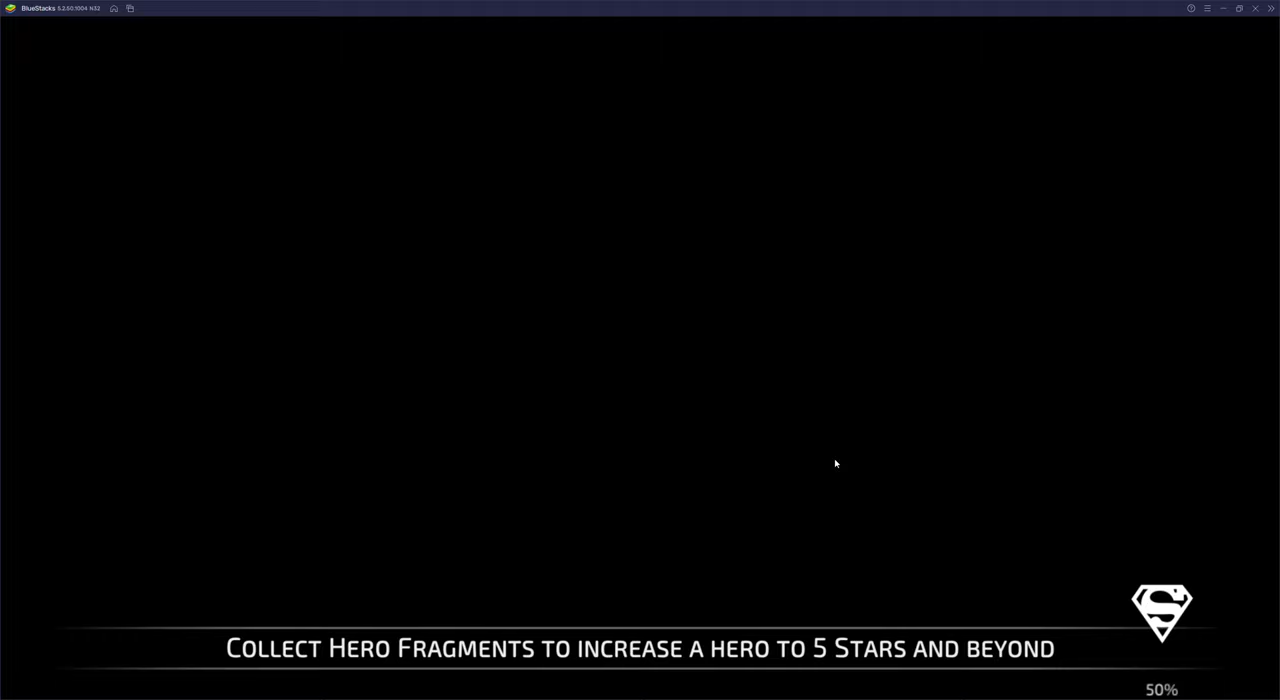 BlueStacks 5.2.50.1004 N32
Collect Hero Fragments to increase a hero to 5 Stars and beyond
50%